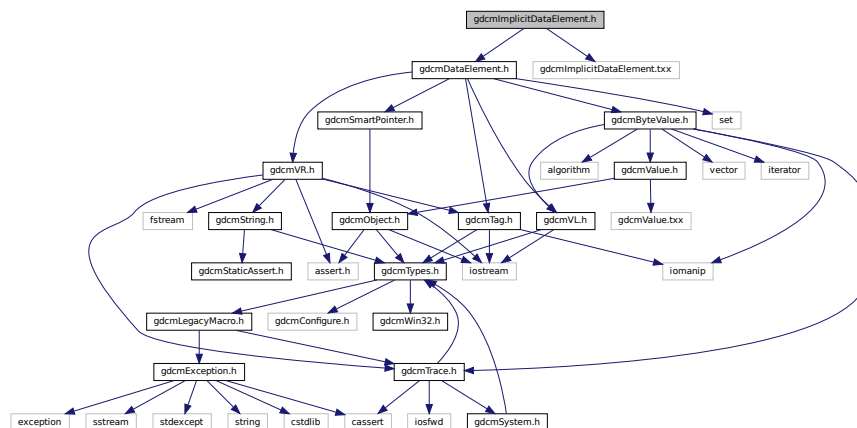 gdcmImplicitDataElement.h
gdcmDataElement.h
gdcmImplicitDataElement.txx
gdcmSmartPointer.h
gdcmByteValue.h
set
gdcmVR.h
algorithm
gdcmValue.h
vector
iterator
fstream
gdcmString.h
gdcmObject.h
gdcmTag.h
gdcmVL.h
gdcmValue.txx
gdcmStaticAssert.h
assert.h
gdcmTypes.h
iostream
iomanip
gdcmLegacyMacro.h
gdcmConfigure.h
gdcmWin32.h
gdcmException.h
gdcmTrace.h
exception
sstream
stdexcept
string
cstdlib
cassert
iosfwd
gdcmSystem.h